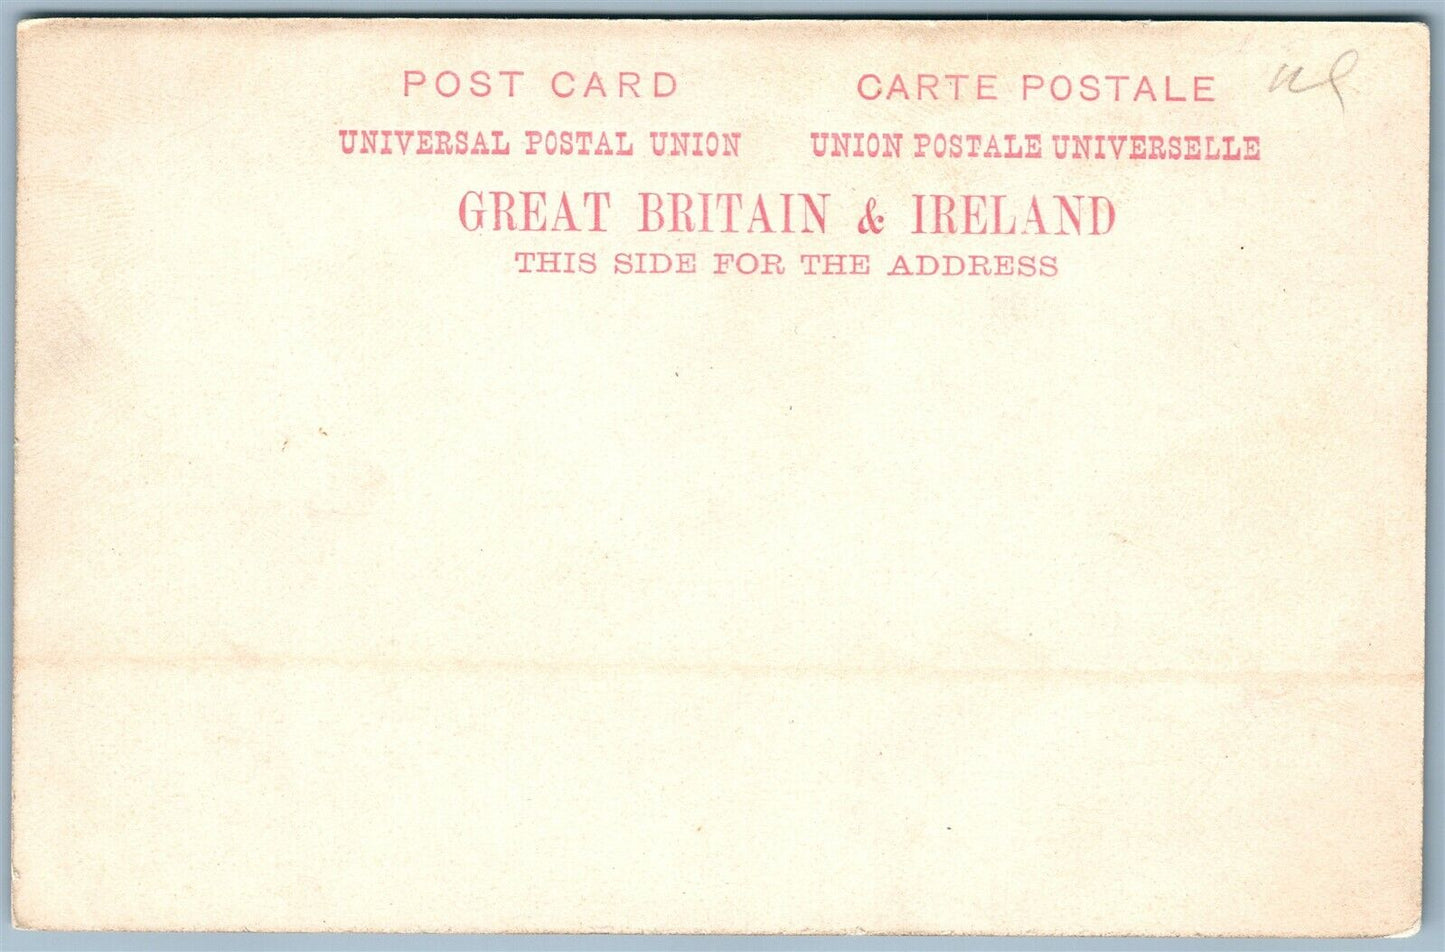 POST CARD CARTE POSTALE
UNIVERSAL POSTAL UNION UNION POSTALE UNIVERSELLE
GREAT BRITAIN & IRELAND
THIS SIDE FOR THE ADDRESS